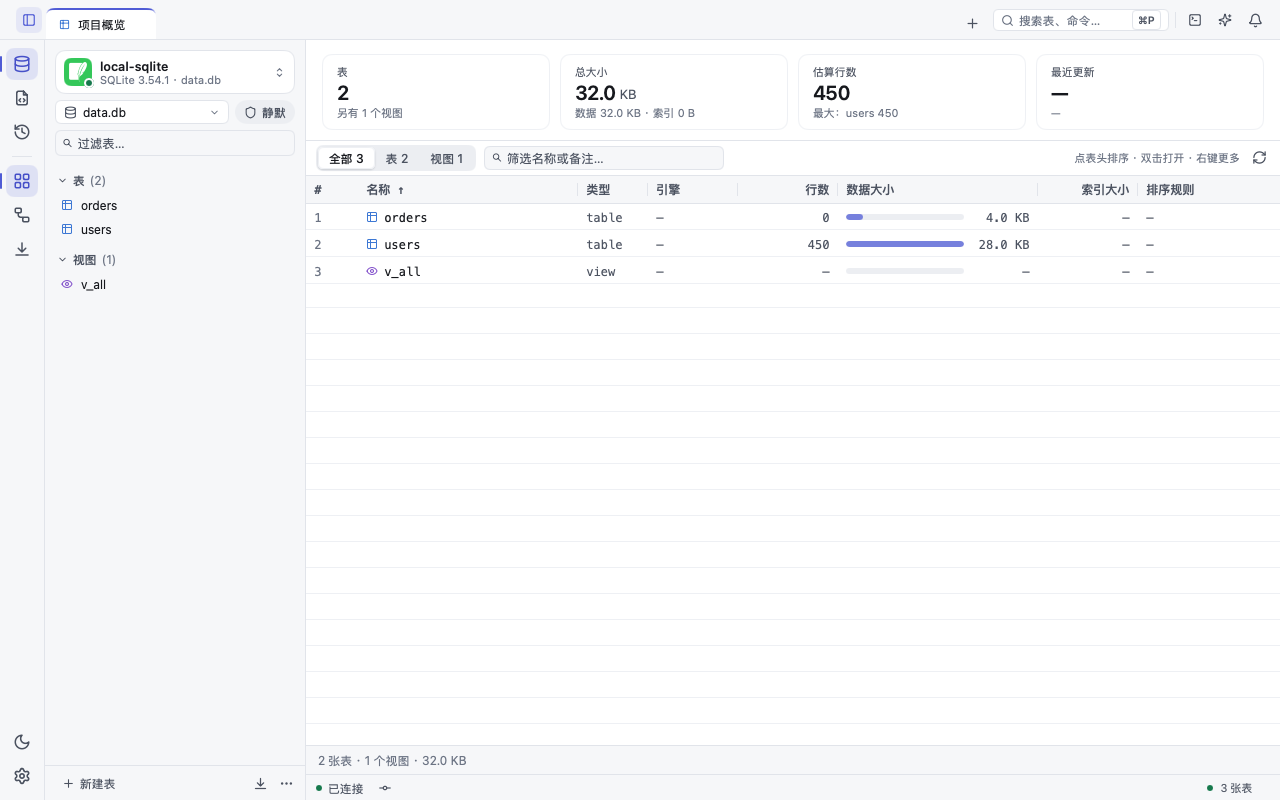 项目概览
搜索表、命令… ⌘P
local-sqlite
SQLite 3.54.1 · data.db
data.db
静默
过滤表…
表 (2)
orders
users
视图 (1)
v_all
新建表
表
2
另有 1 个视图
总大小
32.0 KB
数据 32.0 KB · 索引 0 B
估算行数
450
最大: users 450
最近更新
—
—
全部 3 表 2 视图 1
筛选名称或备注…
点表头排序 · 双击打开 · 右键更多
# 名称 ↑ 类型 引擎 行数 数据大小 索引大小 排序规则
1 orders table — 0 4.0 KB — —
2 users table — 450 28.0 KB — —
3 v_all view — — — — —
2 张表 · 1 个视图 · 32.0 KB
已连接
3 张表